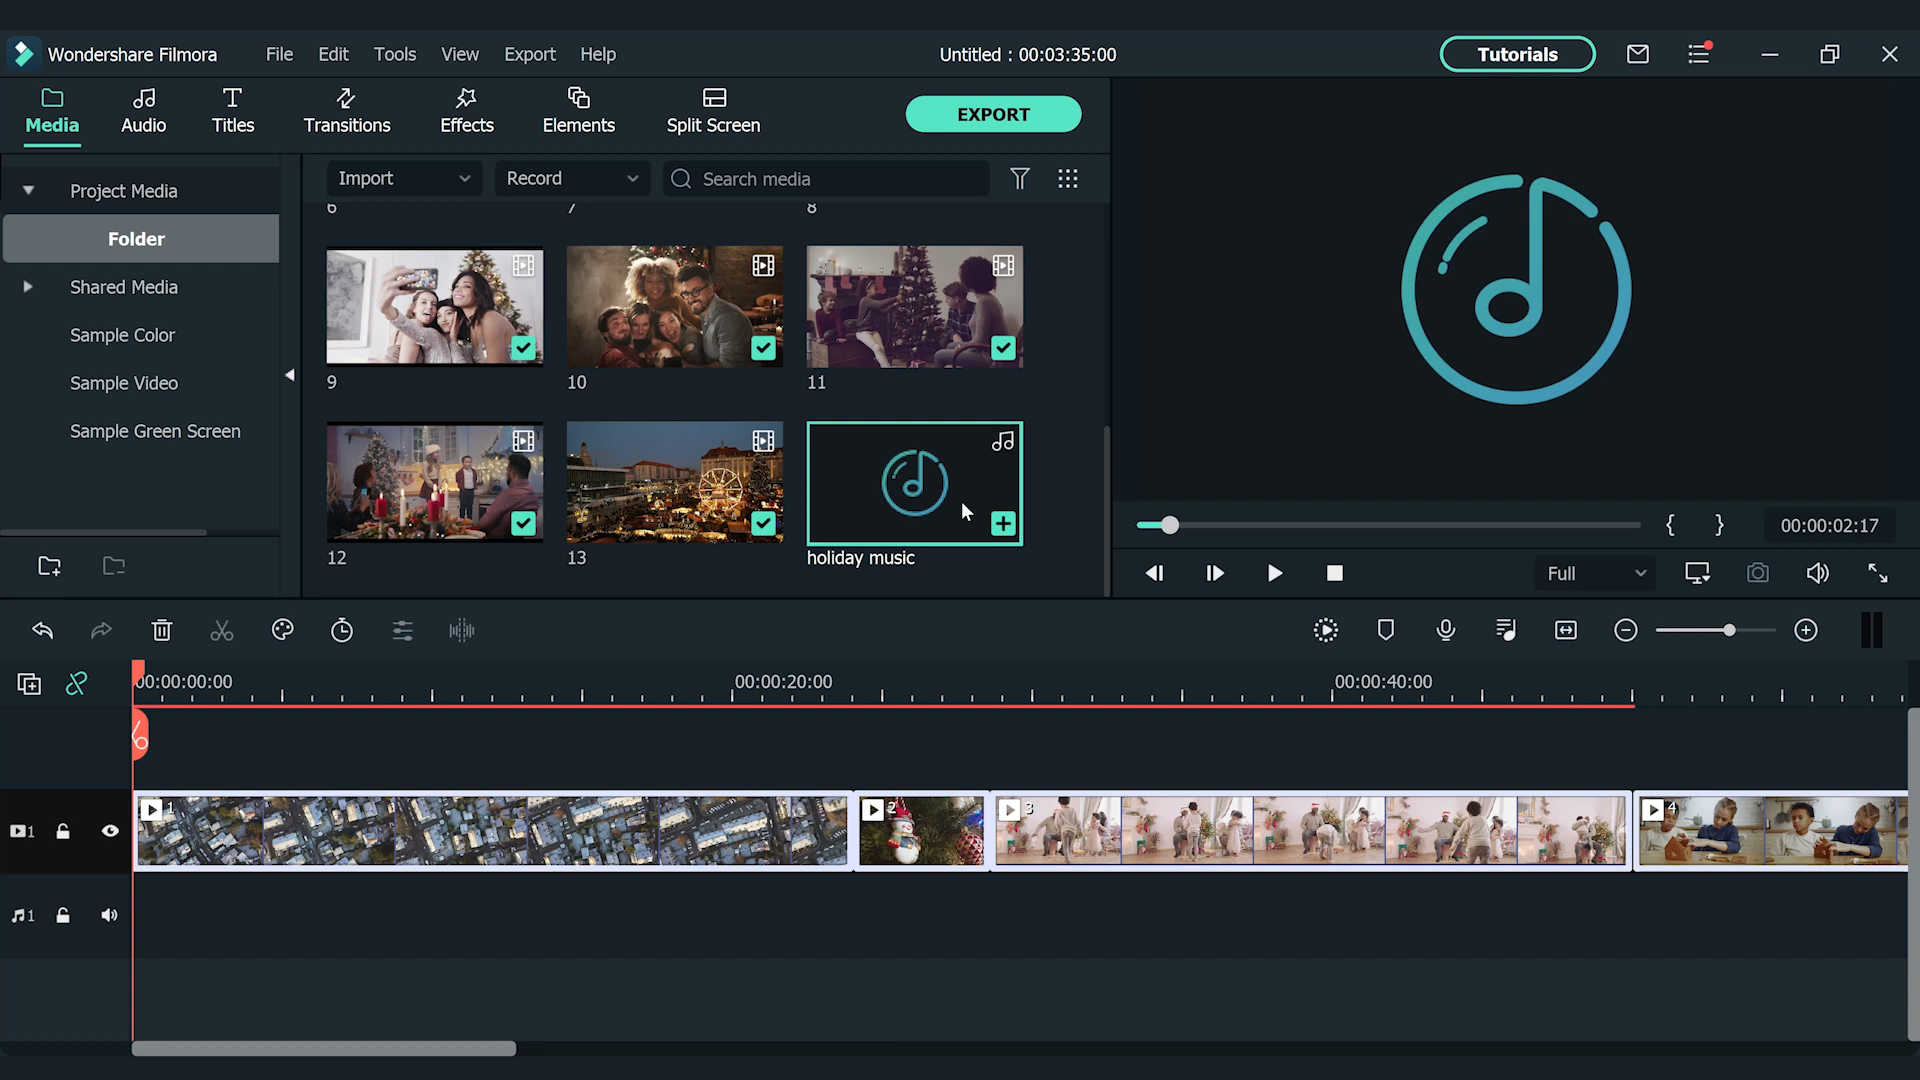 Wondershare Filmora File Edit Tools View Export Help Untitled : 00:03:35:00 Tutorials
Media Audio Titles Transitions Effects Elements Split Screen EXPORT
Project Media
Folder
Shared Media
Sample Color
Sample Video
Sample Green Screen
Import Record Search media
6 7 8
9 10 11
12 13 holiday music
{ } 00:00:02:17
Full
00:00:00:00 00:00:20:00 00:00:40:00
1 1 2 3 4
1